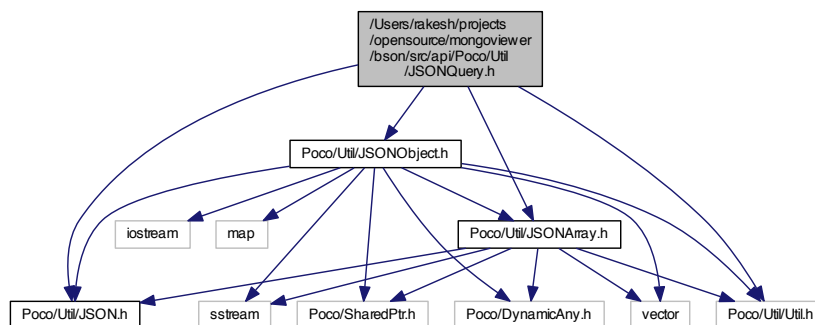 /Users/rakesh/projects
/opensource/mongoviewer
/bson/src/api/Poco/Util
/JSONQuery.h
Poco/Util/JSONObject.h
iostream
map
Poco/Util/JSONArray.h
Poco/Util/JSON.h
sstream
Poco/SharedPtr.h
Poco/DynamicAny.h
vector
Poco/Util/Util.h